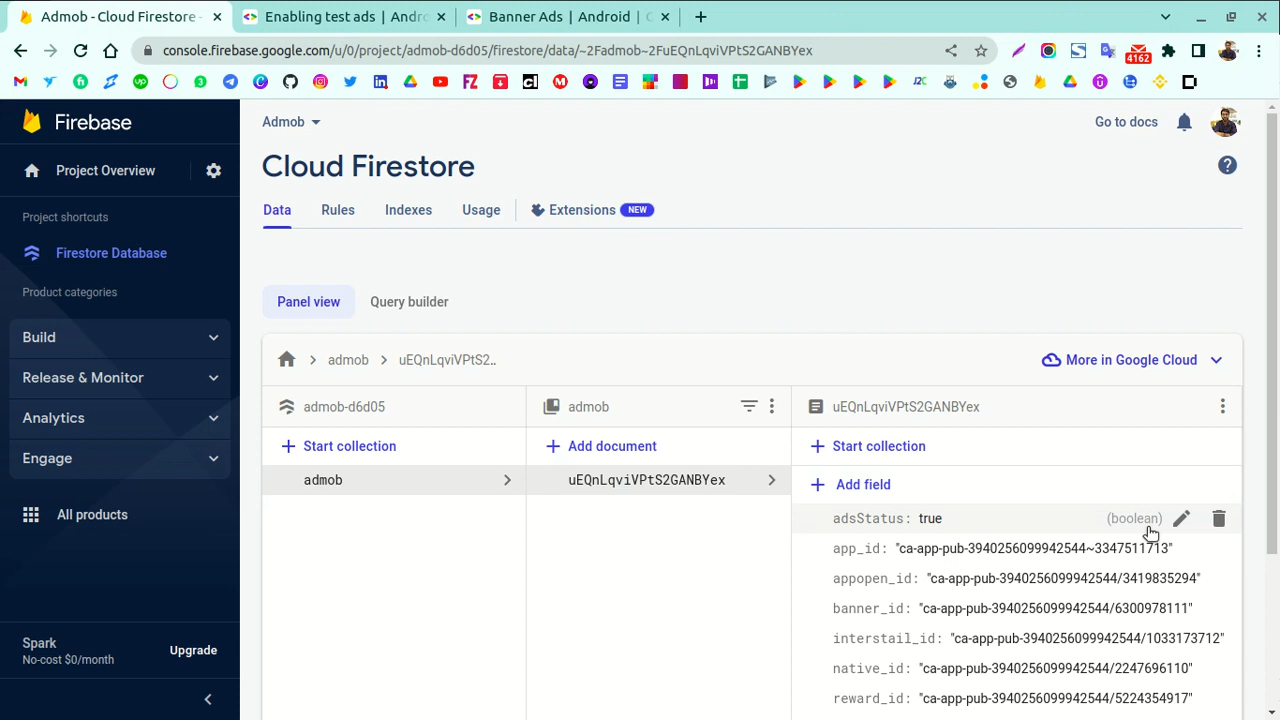 Admob - Cloud Firestore -
Enabling test ads | Andro
Banner Ads | Android |
console.firebase.google.com/u/0/project/admob-d6d05/firestore/data/~2Fadmob~2FuEQnLqviVPtS2GANBYex
4162
Firebase
Admob
Go to docs
Project Overview
Cloud Firestore
Project shortcuts
Data
Rules
Indexes
Usage
Extensions
NEW
Firestore Database
Product categories
Panel view
Query builder
Build
admob
uEQnLqviVPtS2..
More in Google Cloud
Release & Monitor
admob-d6d05
admob
uEQnLqviVPtS2GANBYex
Analytics
Start collection
Add document
Start collection
Engage
admob
uEQnLqviVPtS2GANBYex
Add field
All products
adsStatus: true
(boolean)
app_id: "ca-app-pub-3940256099942544~3347511713"
appopen_id: "ca-app-pub-3940256099942544/3419835294"
banner_id: "ca-app-pub-3940256099942544/6300978111"
interstail_id: "ca-app-pub-3940256099942544/1033173712"
native_id: "ca-app-pub-3940256099942544/2247696110"
reward_id: "ca-app-pub-3940256099942544/5224354917"
Spark
No-cost $0/month
Upgrade